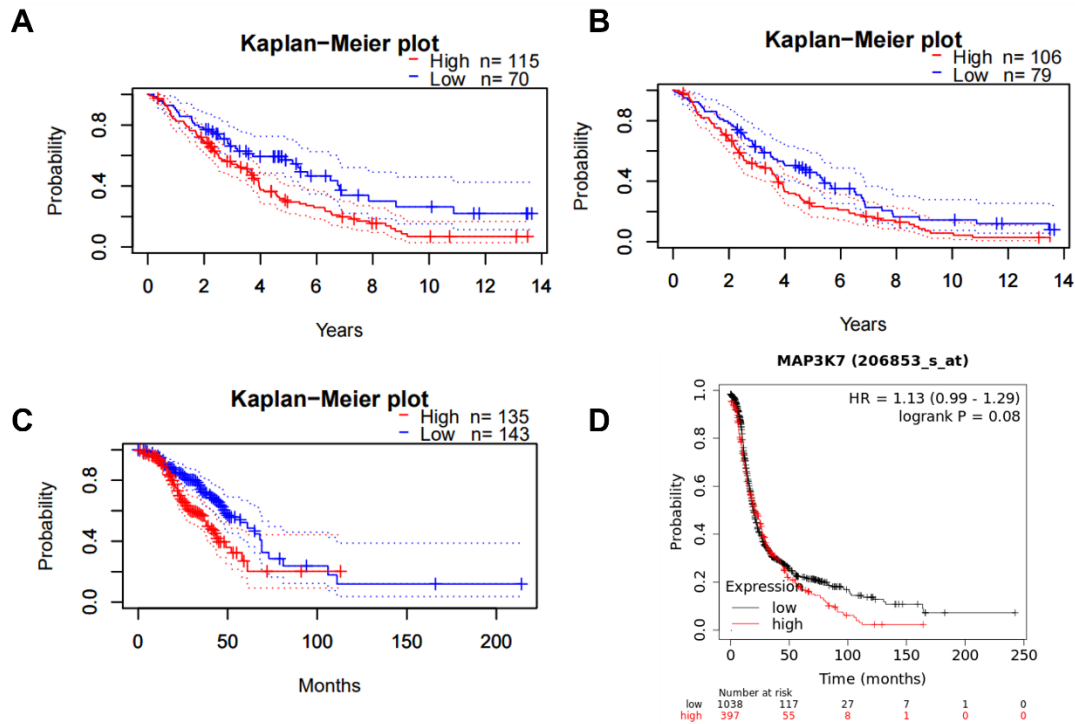 A
Kaplan−Meier plot
High n= 115
Low n= 70
Probability
0.8
0.4
0.0
0 2 4 6 8 10 12 14
Years
B
Kaplan−Meier plot
High n= 106
Low n= 79
Probability
0.8
0.4
0.0
0 2 4 6 8 10 12 14
Years
C
Kaplan−Meier plot
High n= 135
Low n= 143
Probability
0.8
0.4
0.0
0 50 100 150 200
Months
D
MAP3K7 (206853_s_at)
HR = 1.13 (0.99 - 1.29)
logrank P = 0.08
Probability
1.0
0.8
0.6
0.4
0.2
0.0
Expression
low
high
0 50 100 150 200 250
Time (months)
Number at risk
low 1038 117 27 7 1 0
high 397 55 8 1 0 0